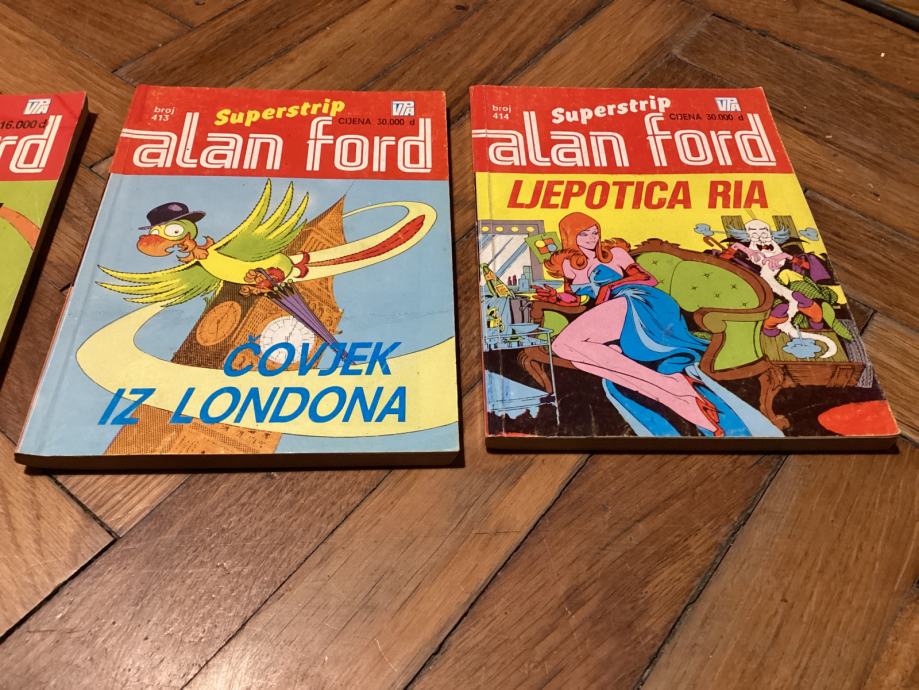 16.000 d
rd
broj
413
Superstrip
CIJENA 30.000 d
alan ford
ČOVJEK
IZ LONDONA
broj
414
Superstrip
CIJENA 30.000 d
alan ford
LJEPOTICA RIA